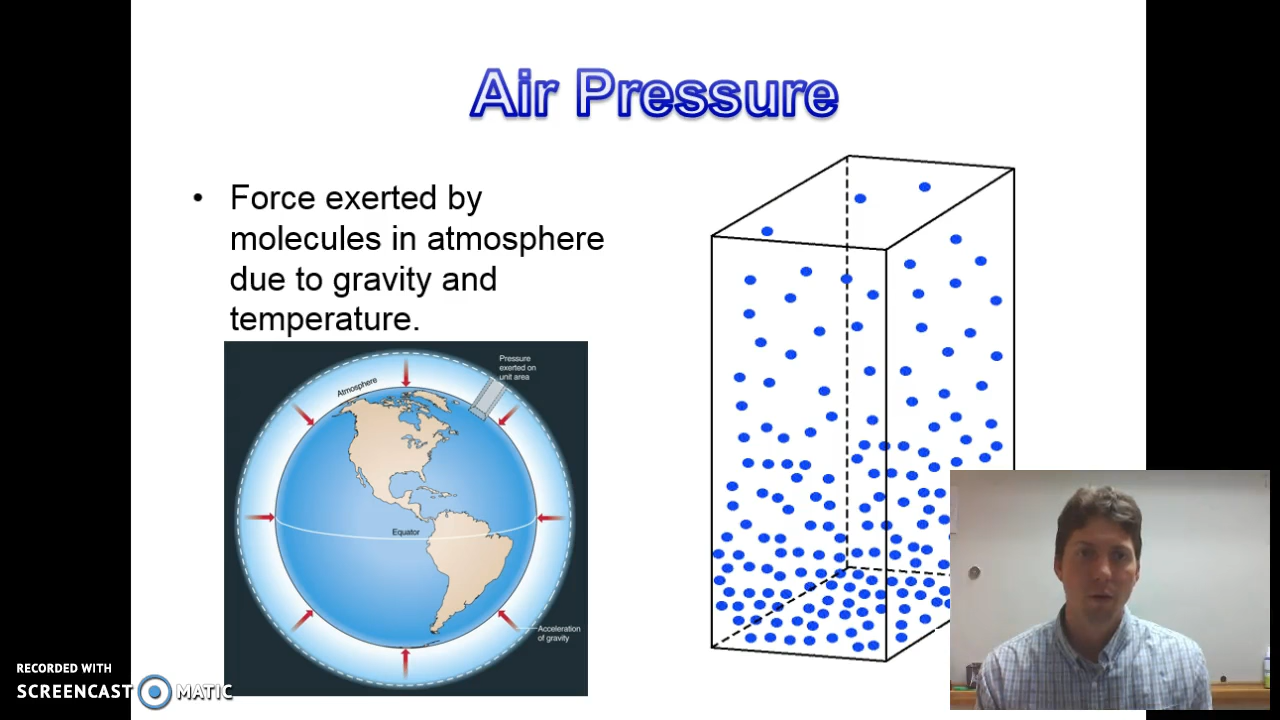 Air Pressure
• Force exerted by
molecules in atmosphere
due to gravity and
temperature.
Pressure
exerted on
unit area
Atmosphere
Equator
Acceleration
of gravity
RECORDED WITH
SCREENCAST MATIC